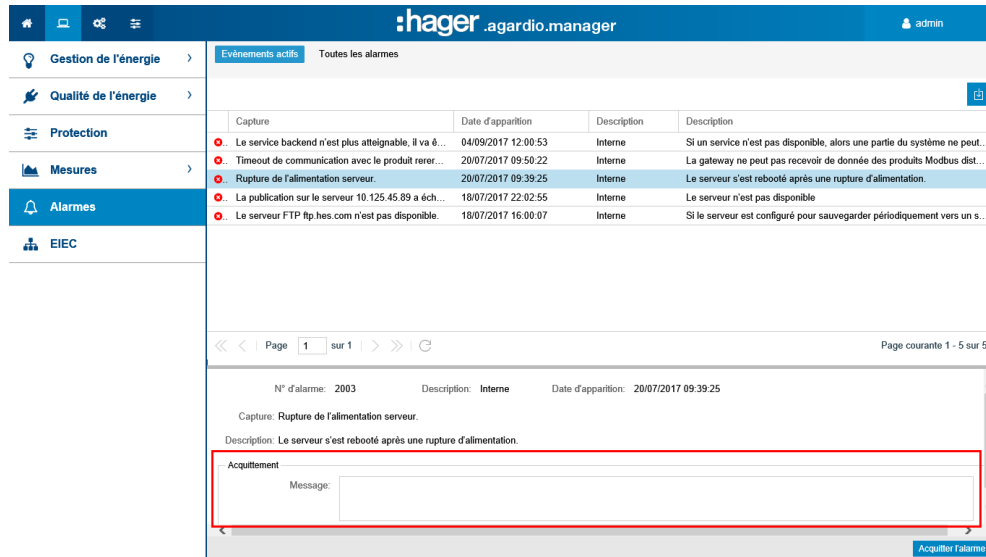 :hager .agardio.manager
admin
Gestion de l'énergie
Qualité de l'énergie
Protection
Mesures
Alarmes
EIEC
Evènements actifs Toutes les alarmes
Capture Date d'apparition Description Description
Le service backend n'est plus atteignable, il va ê... 04/09/2017 12:00:53 Interne Si un service n'est pas disponible, alors une partie du système ne peut...
Timeout de communication avec le produit rerer... 20/07/2017 09:50:22 Interne La gateway ne peut pas recevoir de donnée des produits Modbus dist...
Rupture de l'alimentation serveur. 20/07/2017 09:39:25 Interne Le serveur s'est rebooté après une rupture d'alimentation.
La publication sur le serveur 10.125.45.89 a éch... 18/07/2017 22:02:55 Interne Le serveur n'est pas disponible
Le serveur FTP ftp.hes.com n'est pas disponible. 18/07/2017 16:00:07 Interne Si le serveur est configuré pour sauvegarder périodiquement vers un s...
Page 1 sur 1 Page courante 1 - 5 sur 5
N° d'alarme: 2003 Description: Interne Date d'apparition: 20/07/2017 09:39:25
Capture: Rupture de l'alimentation serveur.
Description: Le serveur s'est rebooté après une rupture d'alimentation.
Acquittement
Message:
Acquitter l'alarme